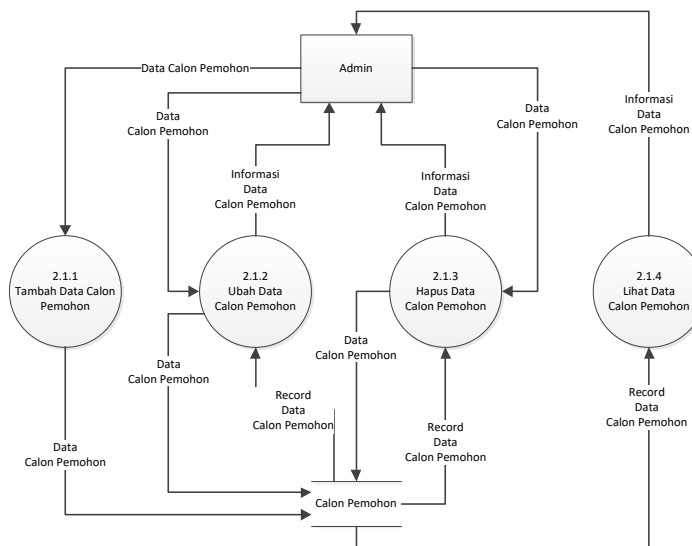 Admin
Data Calon Pemohon
Data
Calon Pemohon
Data
Calon Pemohon
Informasi
Data
Calon Pemohon
Informasi
Data
Calon Pemohon
Informasi
Data
Calon Pemohon
2.1.1
Tambah Data Calon
Pemohon
2.1.2
Ubah Data
Calon Pemohon
2.1.3
Hapus Data
Calon Pemohon
2.1.4
Lihat Data
Calon Pemohon
Data
Calon Pemohon
Data
Calon Pemohon
Record
Data
Calon Pemohon
Record
Data
Calon Pemohon
Record
Data
Calon Pemohon
Data
Calon Pemohon
Calon Pemohon